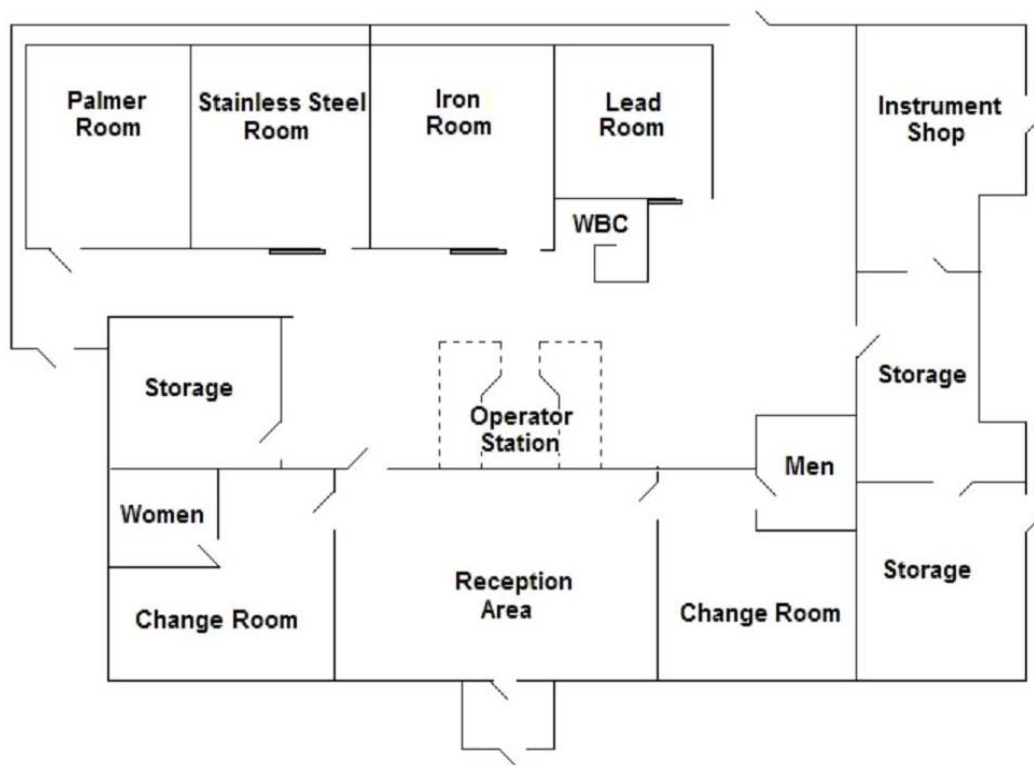 Palmer
Room
Stainless Steel
Room
Iron
Room
Lead
Room
Instrument
Shop
WBC
Storage
Operator
Station
Storage
Men
Women
Change Room
Reception
Area
Change Room
Storage